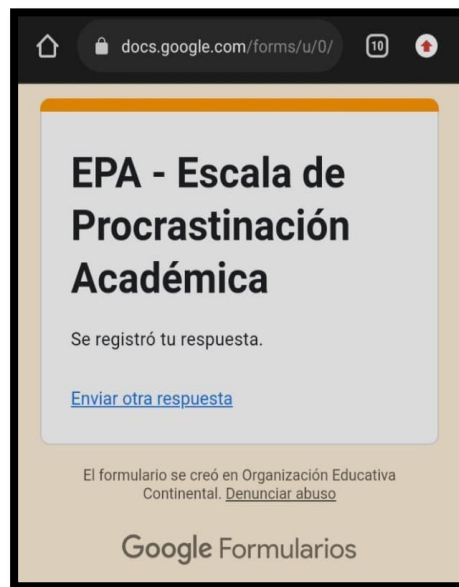 docs.google.com/forms/u/0/
10
EPA - Escala de
Procrastinación
Académica
Se registró tu respuesta.
Enviar otra respuesta
El formulario se creó en Organización Educativa
Continental. Denunciar abuso
Google Formularios